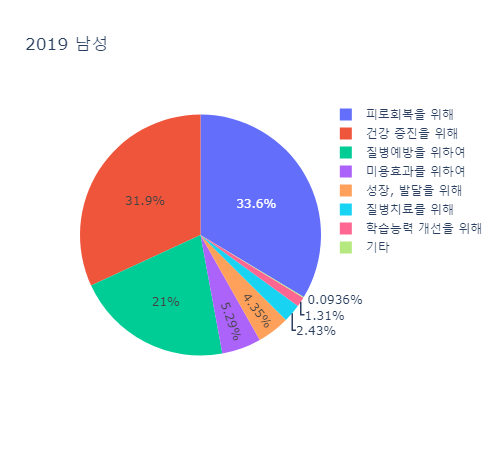 2019 남성
피로회복을 위해
건강 증진을 위해
질병예방을 위하여
미용효과를 위하여
성장, 발달을 위해
질병치료를 위해
학습능력 개선을 위해
기타
33.6%
31.9%
21%
5.29%
4.35%
0.0936%
1.31%
2.43%